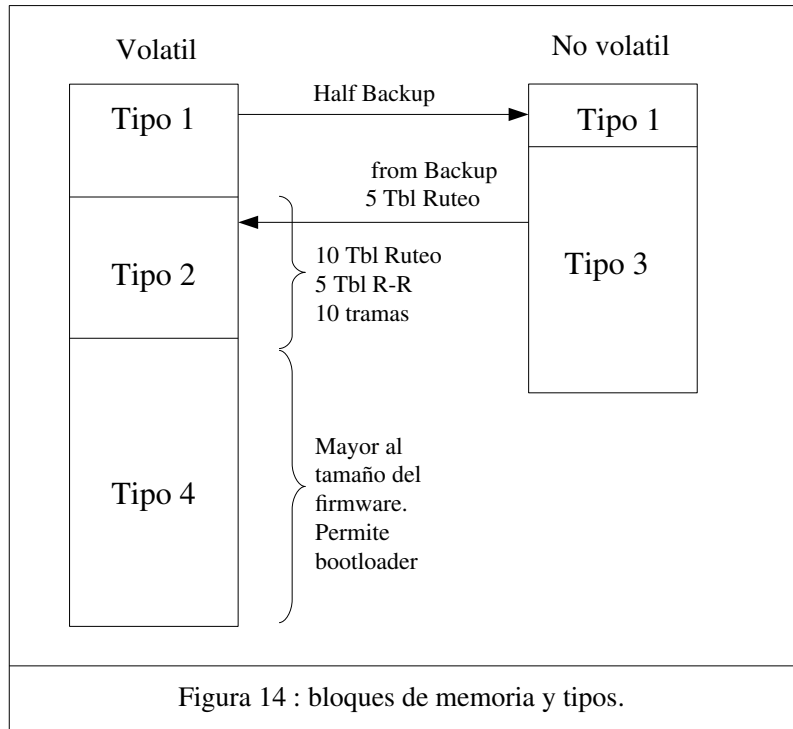 Volatil
No volatil
Tipo 1
Half Backup
Tipo 1
from Backup
5 Tbl Ruteo
Tipo 2
10 Tbl Ruteo
5 Tbl R-R
10 tramas
Tipo 3
Tipo 4
Mayor al
tamaño del
firmware.
Permite
bootloader
Figura 14 : bloques de memoria y tipos.